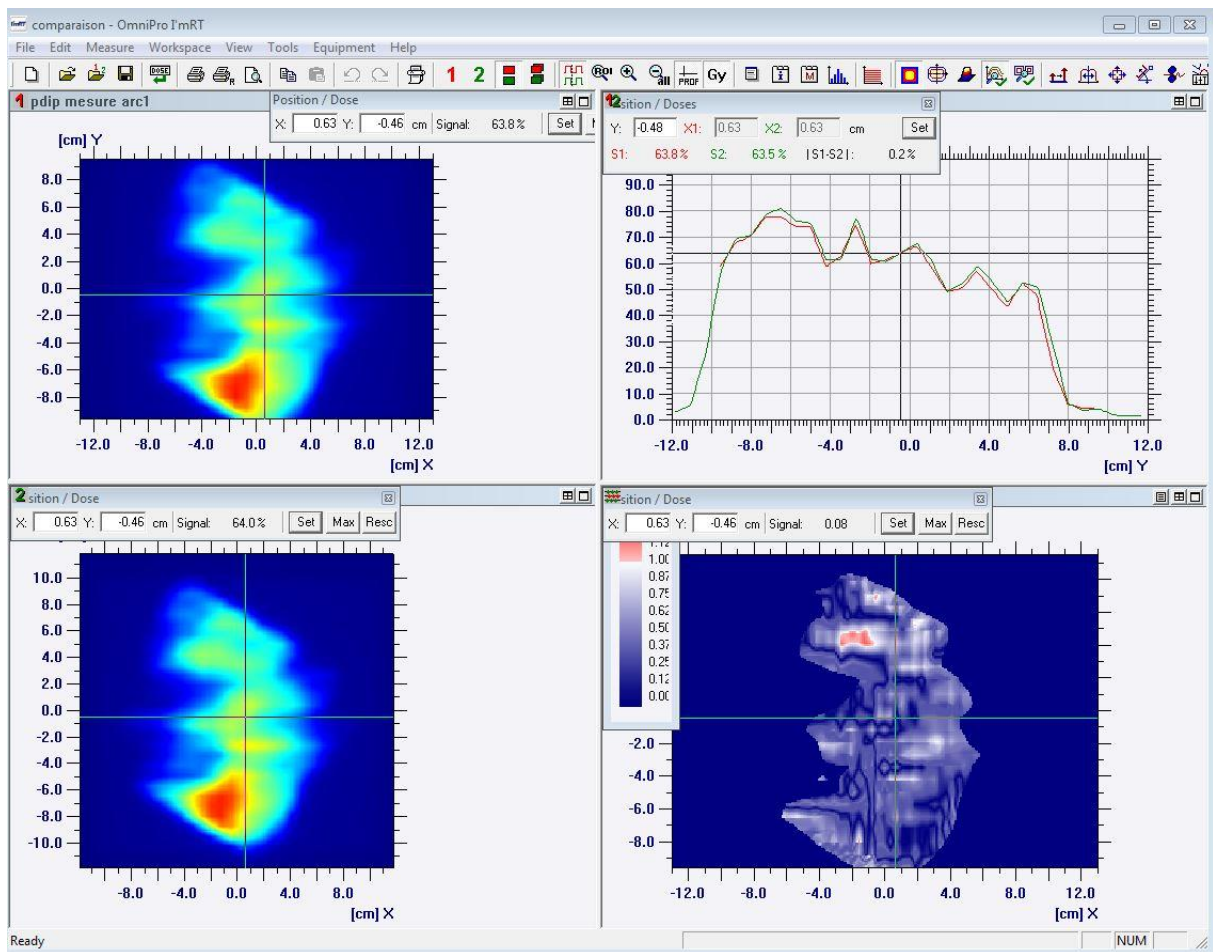 comparaison - OmniPro I'mRT
File Edit Measure Workspace View Tools Equipment Help
DOSE R 1 2 ROI all PROF Gy
1 pdip mesure arc1
Position / Dose
X: 0.63 Y: -0.46 cm Signal: 63.8% Set
[cm] Y
8.0
6.0
4.0
2.0
0.0
-2.0
-4.0
-6.0
-8.0
-12.0 -8.0 -4.0 0.0 4.0 8.0 12.0
[cm] X
12 sition / Doses
Y: -0.48 X1: 0.63 X2: 0.63 cm Set
S1: 63.8% S2: 63.5% |S1-S2|: 0.2%
90.0
80.0
70.0
60.0
50.0
40.0
30.0
20.0
10.0
0.0
-12.0 -8.0 -4.0 0.0 4.0 8.0 12.0
[cm] Y
2 sition / Dose
X: 0.63 Y: -0.46 cm Signal: 64.0% Set Max Resc
10.0
8.0
6.0
4.0
2.0
0.0
-2.0
-4.0
-6.0
-8.0
-10.0
-8.0 -4.0 0.0 4.0 8.0
[cm] X
sition / Dose
X: 0.63 Y: -0.46 cm Signal: 0.08 Set Max Resc
1.00
0.87
0.75
0.62
0.50
0.37
0.25
0.12
0.00
-2.0
-4.0
-6.0
-8.0
-12.0 -8.0 -4.0 0.0 4.0 8.0 12.0
[cm] X
Ready
NUM